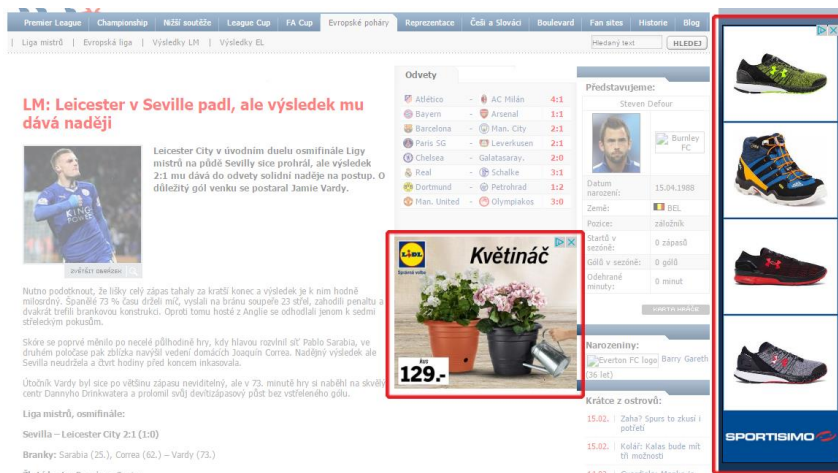 Premier League Championship Nižší soutěže League Cup FA Cup Evropské poháry Reprezentace Češi a Slováci Boulevard Fan sites Historie Blog
| Liga mistrů | Evropská liga | Výsledky LM | Výsledky EL
Hledaný text
HLEDEJ
LM: Leicester v Seville padl, ale výsledek mu
dává naději
Leicester City v úvodním duelu osmifinále Ligy
mistrů na půdě Sevilly sice prohrál, ale výsledek
2:1 mu dává do odvety solidní naděje na postup. O
důležitý gól venku se postaral Jamie Vardy.
KING
POWER
ZVĚTŠIT OBRÁZEK
Nutno podotknout, že lišky celý zápas tahaly za kratší konec a výsledek je k nim hodně
milosrdný. Španělé 73 % času drželi míč, vyslali na bránu soupeře 23 střel, zahodili penaltu a
dvakrát trefili brankovou konstrukci. Oproti tomu hosté z Anglie se odhodlali jenom k sedmi
střeleckým pokusům.
Skóre se poprvé měnilo po necelé půlhodině hry, kdy hlavou rozvlnil síť Pablo Sarabia, ve
druhém poločase pak zblízka navýšil vedení domácích Joaquín Correa. Nadějný výsledek ale
Sevilla neudržela a čtvrt hodiny před koncem inkasovala.
Útočník Vardy byl sice po většinu zápasu neviditelný, ale v 73. minutě hry si naběhl na skvělý
centr Dannyho Drinkwatera a prolomil svůj devítizápasový půst bez vstřeleného gólu.
Liga mistrů, osmifinále:
Sevilla – Leicester City 2:1 (1:0)
Branky: Sarabia (25.), Correa (62.) – Vardy (73.)
Odvety
Atlético - AC Milán 4:1
Bayern - Arsenal 1:1
Barcelona - Man. City 2:1
Paris SG - Leverkusen 2:1
Chelsea - Galatasaray. 2:0
Real - Schalke 3:1
Dortmund - Petrohrad 1:2
Man. United - Olympiakos 3:0
LIDL
Správná volba
Květináč
kus
129.-
Představujeme:
Steven Defour
Burnley
FC
Datum
narození: 15.04.1988
Země: BEL
Pozice: záložník
Startů v
sezóně: 0 zápasů
Gólů v sezóně: 0 gólů
Odehrané
minuty: 0 minut
KARTA HRÁČE
Narozeniny:
Everton FC logo Barry Gareth
(36 let)
Krátce z ostrovů:
15.02. | Zaha? Spurs to zkusí i
potřetí
15.02. | Kolář: Kalas bude mít
tři možnosti
SPORTISIMO